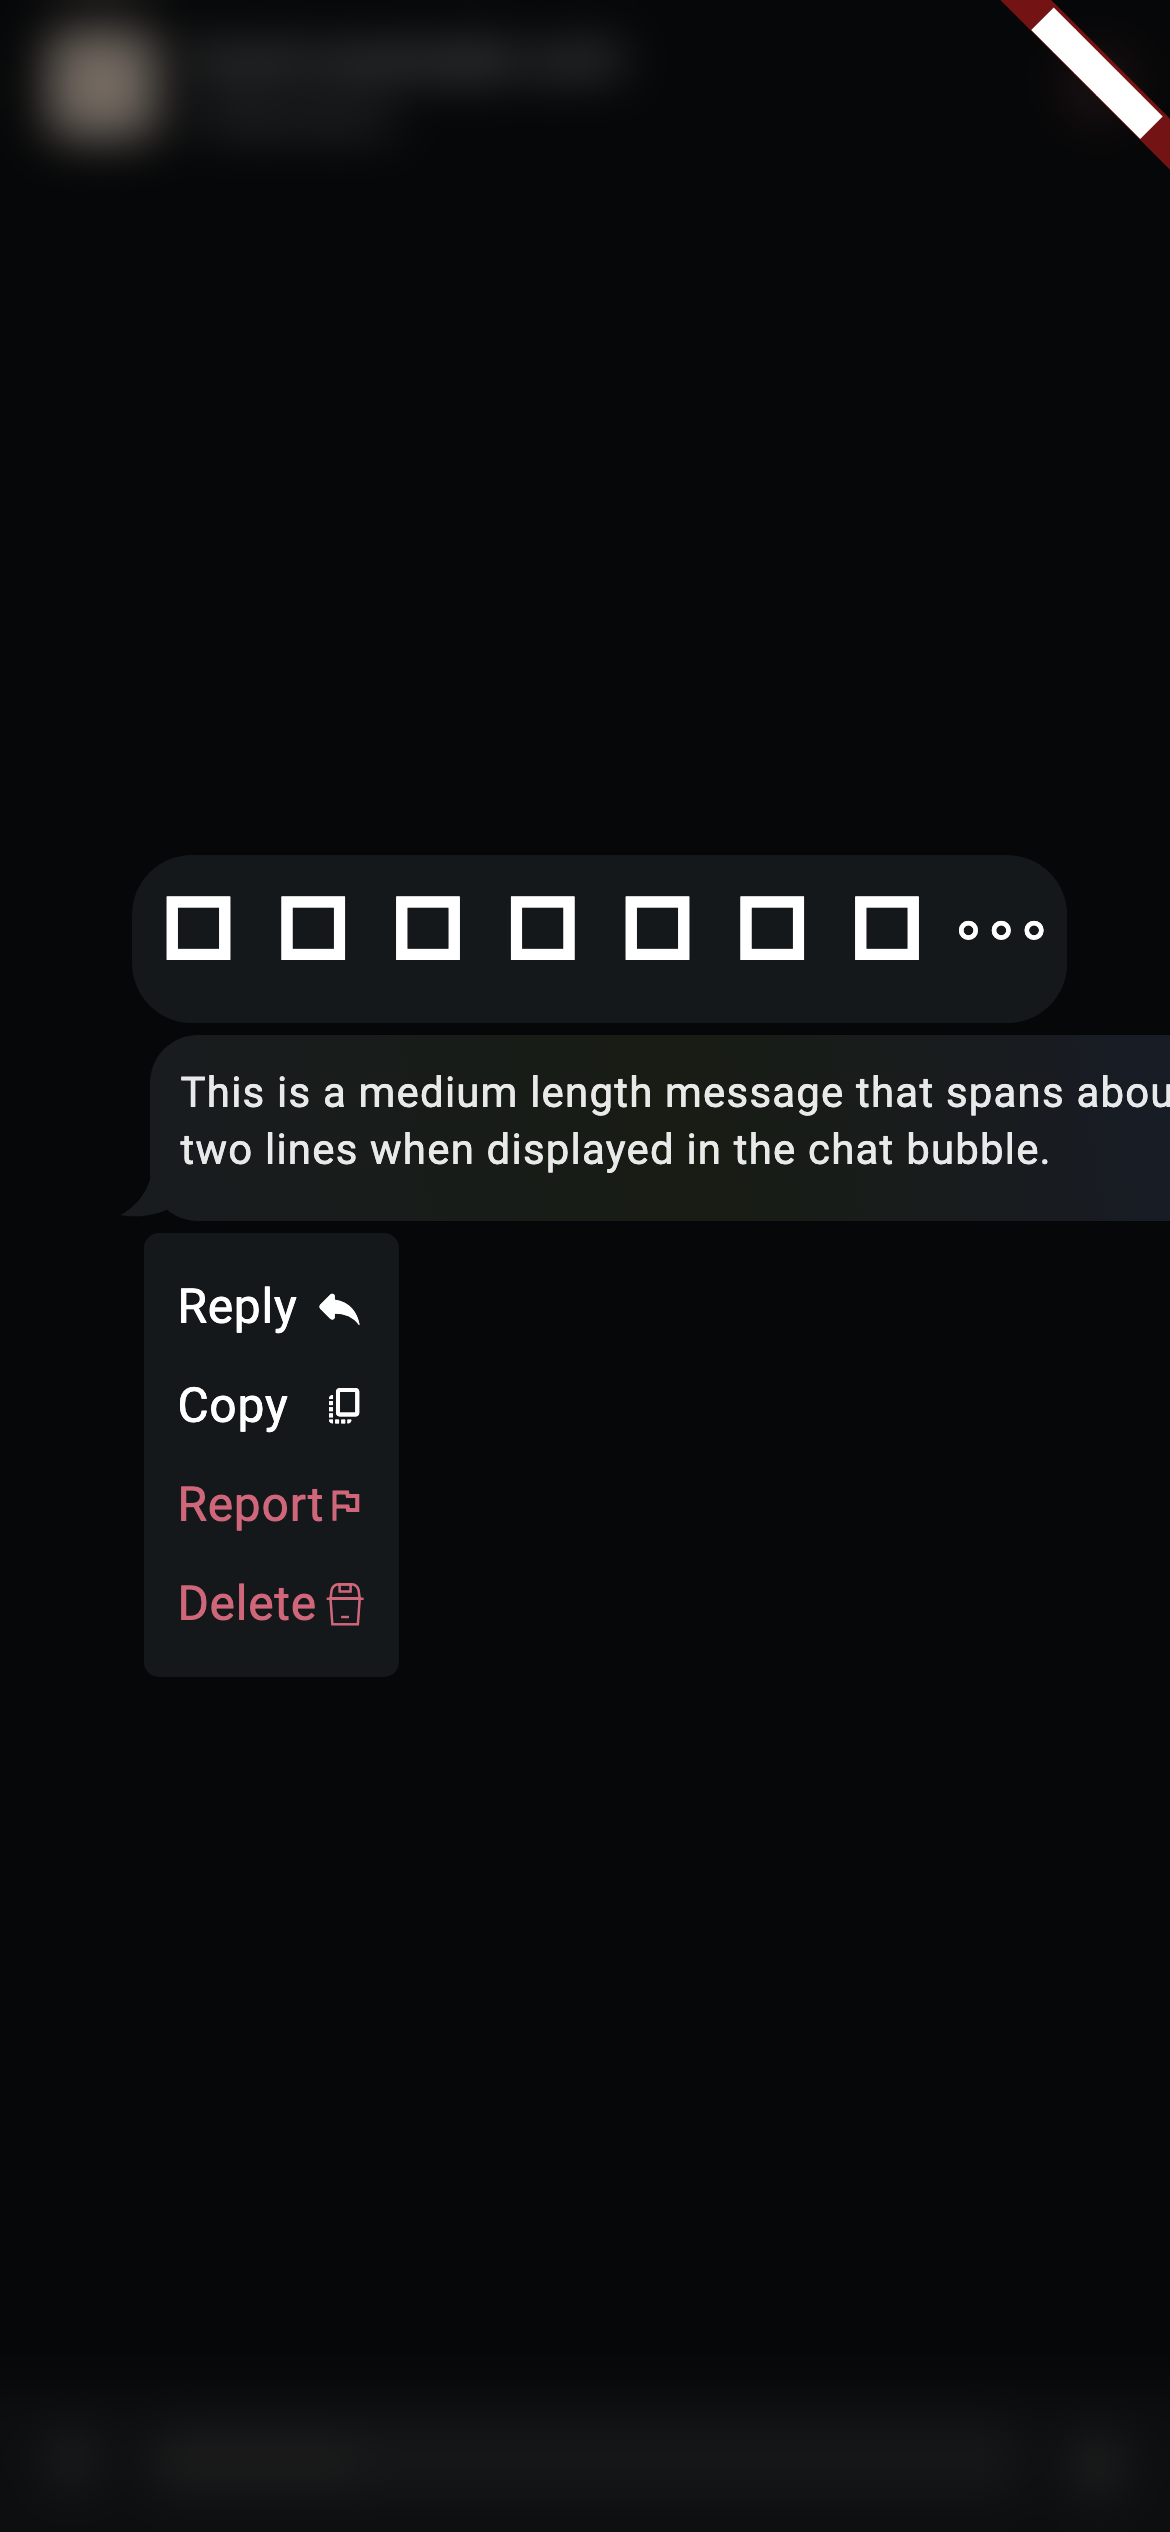 This is a medium length message that spans abou
two lines when displayed in the chat bubble.
Reply
Copy
Report
Delete